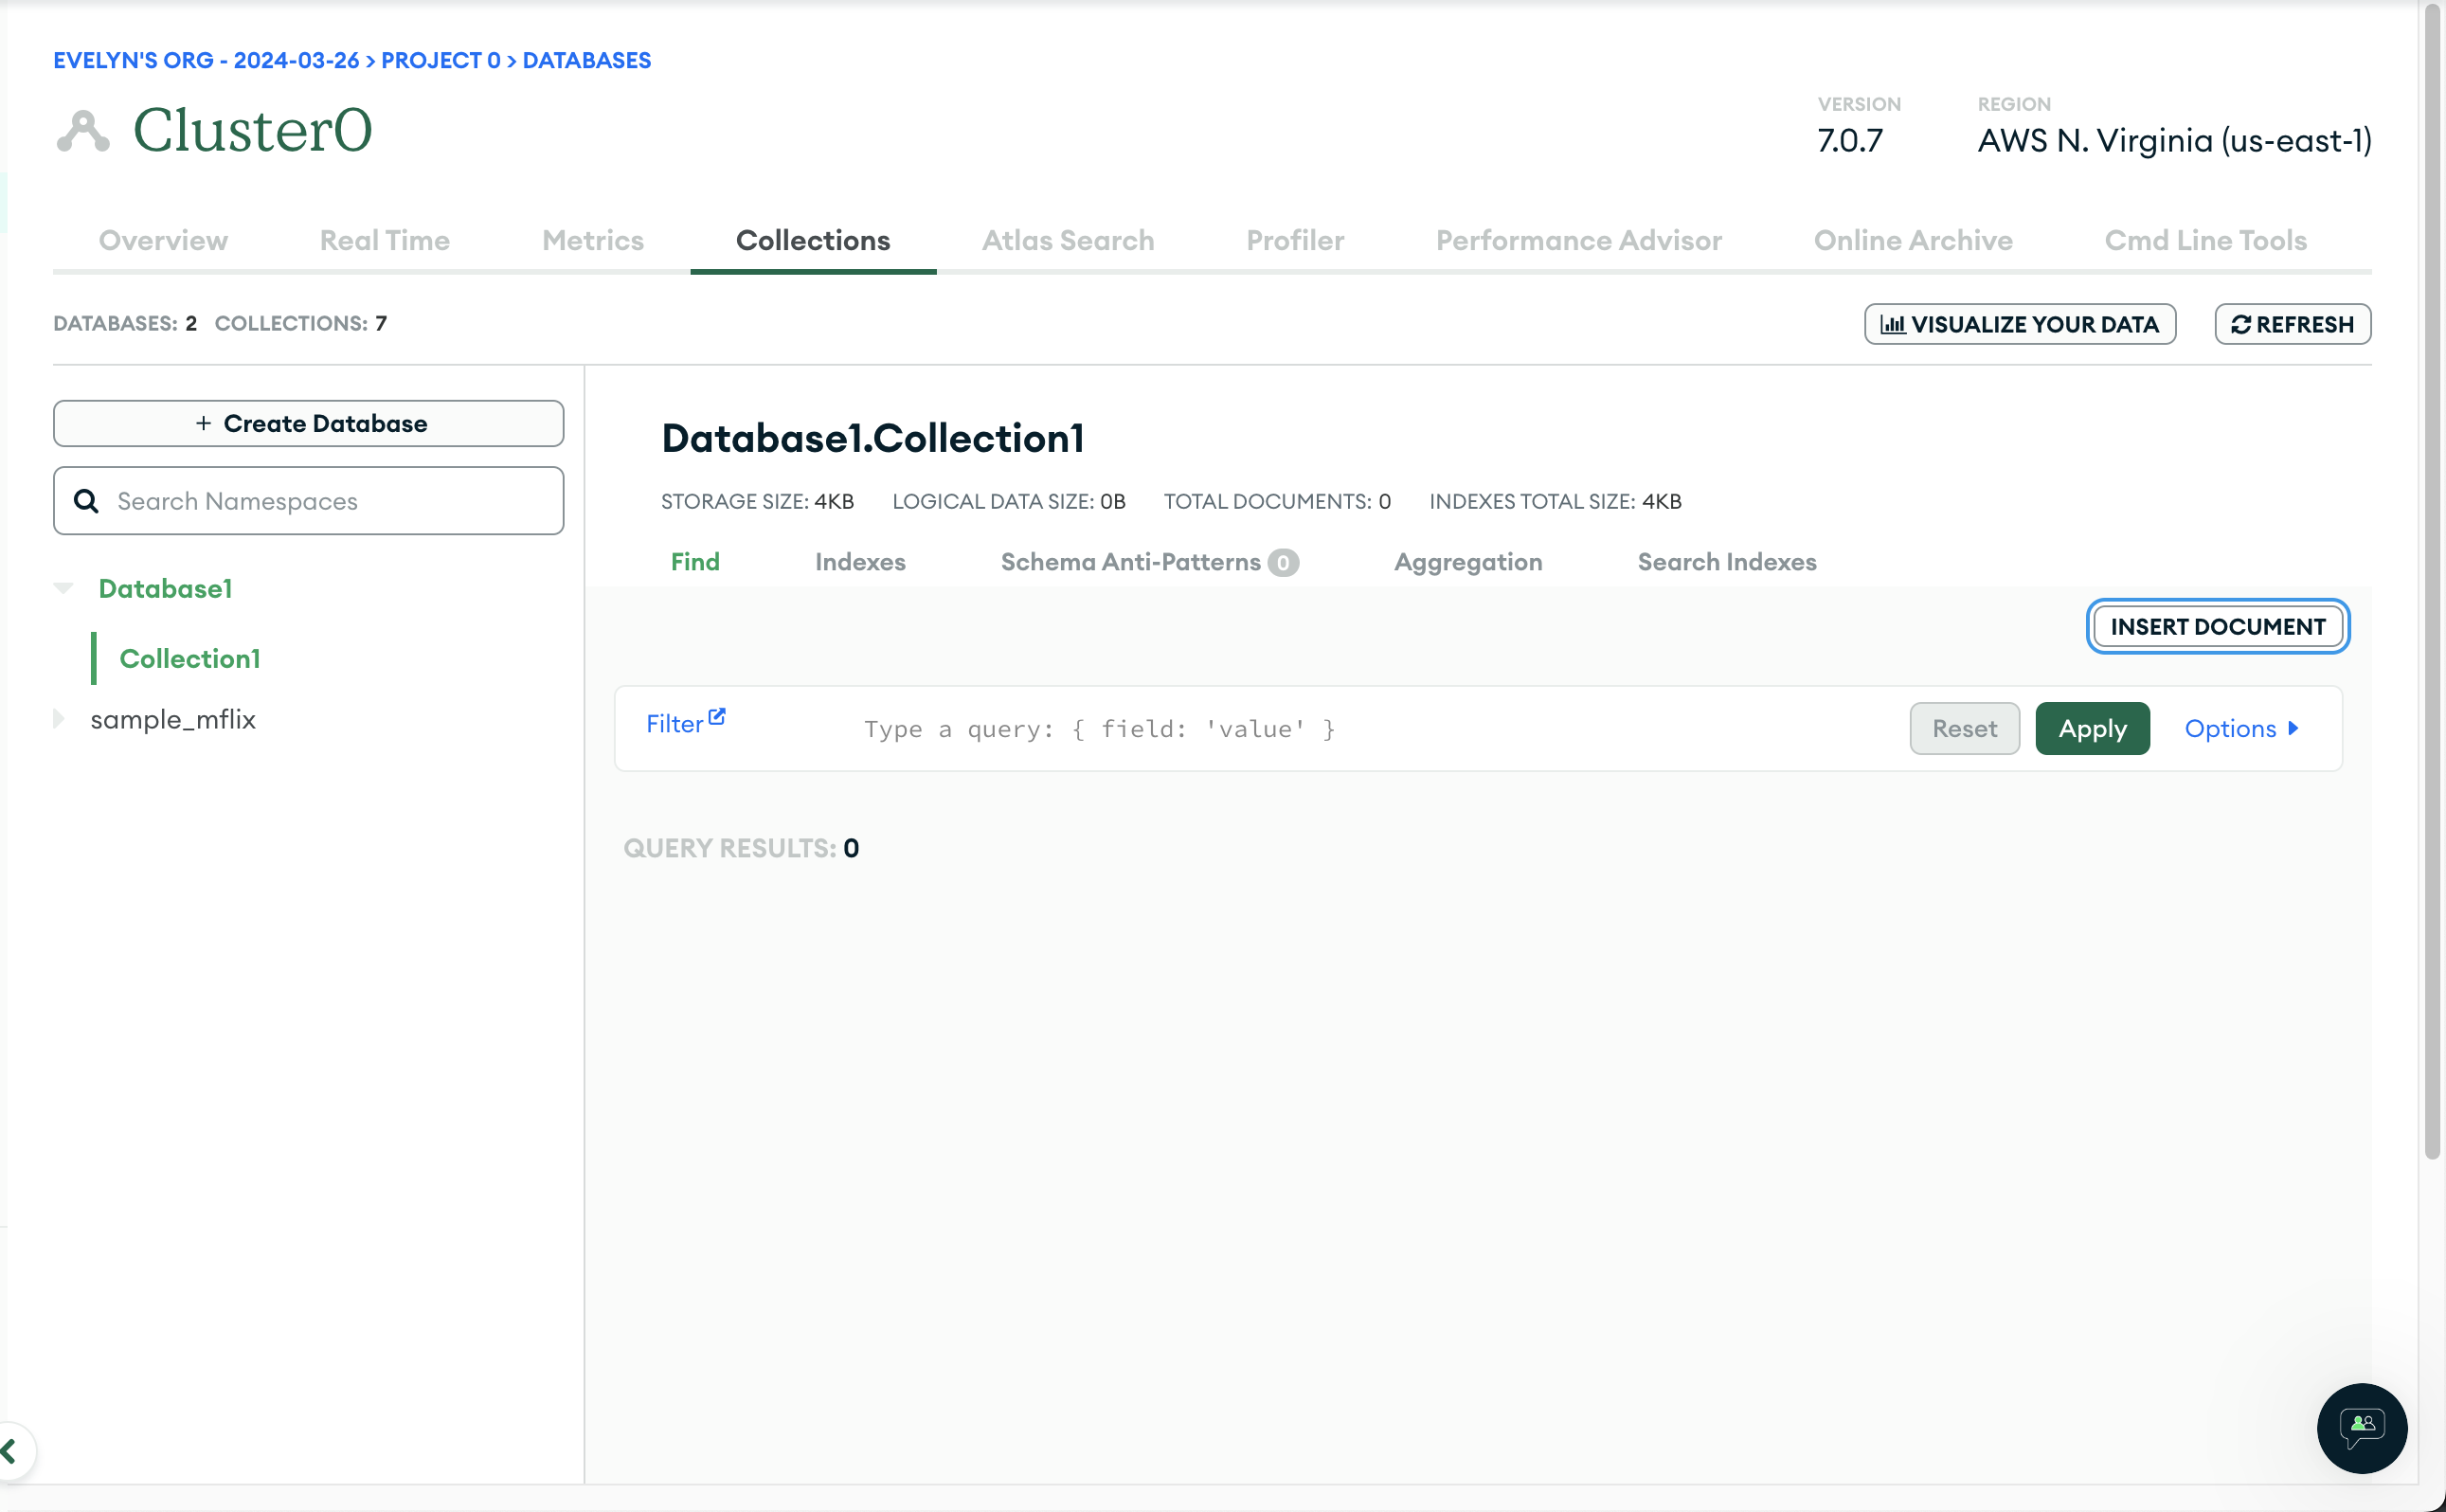 EVELYN'S ORG - 2024-03-26 > PROJECT 0 > DATABASES
Cluster0
VERSION
7.0.7
REGION
AWS N. Virginia (us-east-1)
Overview Real Time Metrics Collections Atlas Search Profiler Performance Advisor Online Archive Cmd Line Tools
DATABASES: 2 COLLECTIONS: 7
VISUALIZE YOUR DATA REFRESH
+ Create Database
Search Namespaces
Database1
Collection1
sample_mflix
Database1.Collection1
STORAGE SIZE: 4KB LOGICAL DATA SIZE: 0B TOTAL DOCUMENTS: 0 INDEXES TOTAL SIZE: 4KB
Find Indexes Schema Anti-Patterns 0 Aggregation Search Indexes
INSERT DOCUMENT
Filter Type a query: { field: 'value' } Reset Apply Options
QUERY RESULTS: 0